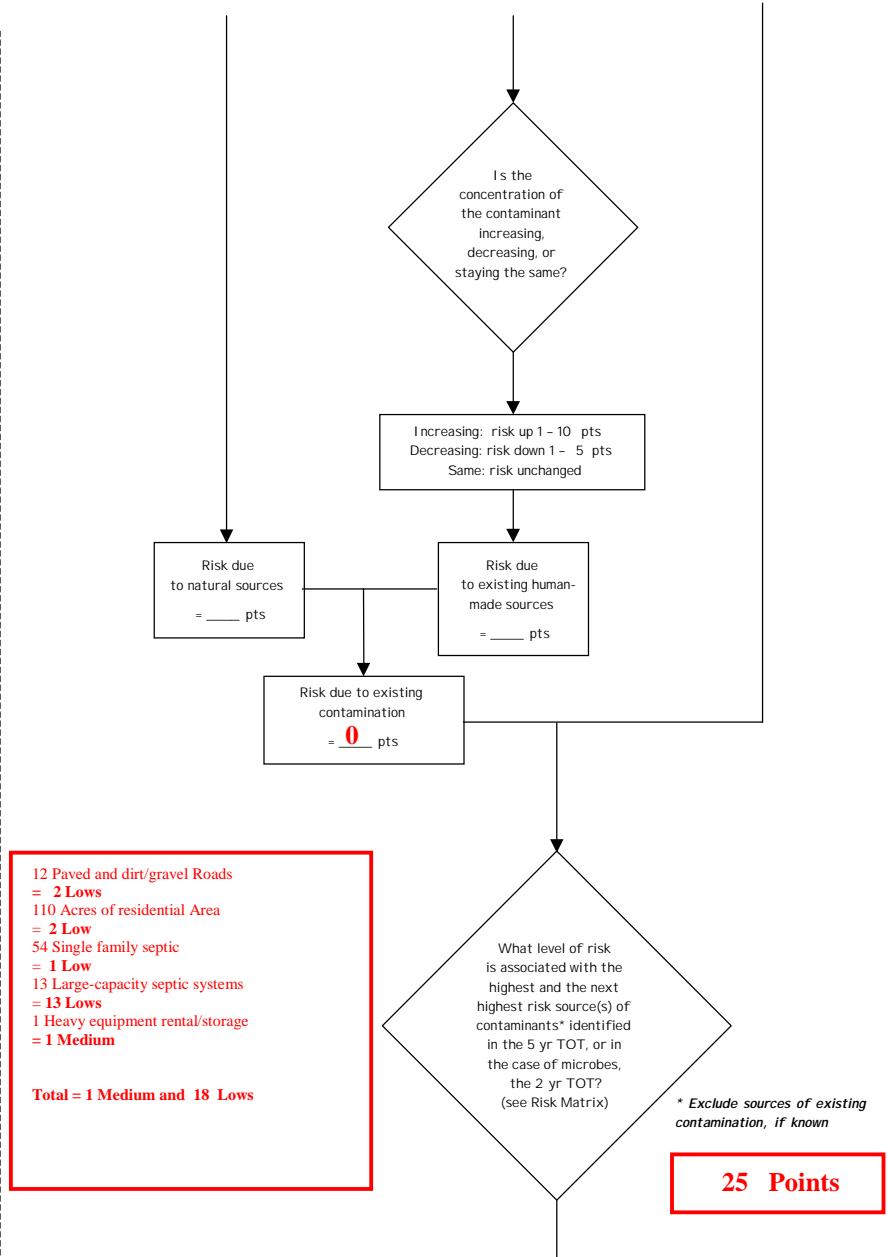 Is the
concentration of
the contaminant
increasing,
decreasing, or
staying the same?
Increasing: risk up 1 – 10 pts
Decreasing: risk down 1 – 5 pts
Same: risk unchanged
Risk due
to natural sources
= _____ pts
Risk due
to existing human-
made sources
= _____ pts
Risk due to existing
contamination
= __0__ pts
12 Paved and dirt/gravel Roads
= 2 Lows
110 Acres of residential Area
= 2 Low
54 Single family septic
= 1 Low
13 Large-capacity septic systems
= 13 Lows
1 Heavy equipment rental/storage
= 1 Medium
Total = 1 Medium and 18 Lows
What level of risk
is associated with the
highest and the next
highest risk source(s) of
contaminants* identified
in the 5 yr TOT, or in
the case of microbes,
the 2 yr TOT?
(see Risk Matrix)
* Exclude sources of existing
contamination, if known
25 Points